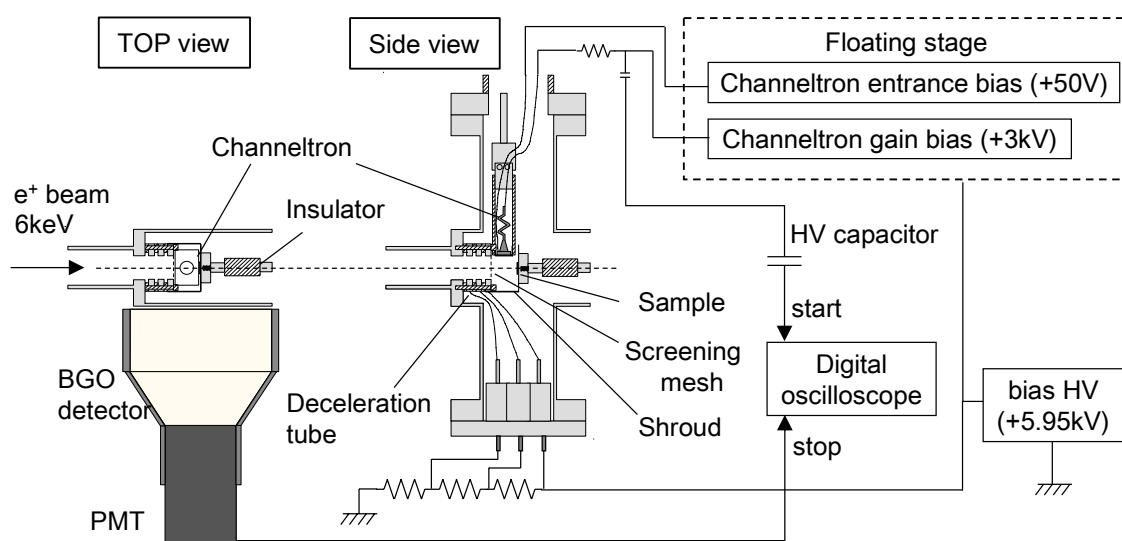 TOP view
Side view
Floating stage
Channeltron entrance bias (+50V)
Channeltron gain bias (+3kV)
Channeltron
e+ beam
6keV
Insulator
HV capacitor
Sample
start
Screening
mesh
Digital
oscilloscope
BGO
detector
Deceleration
tube
Shroud
bias HV
(+5.95kV)
stop
PMT